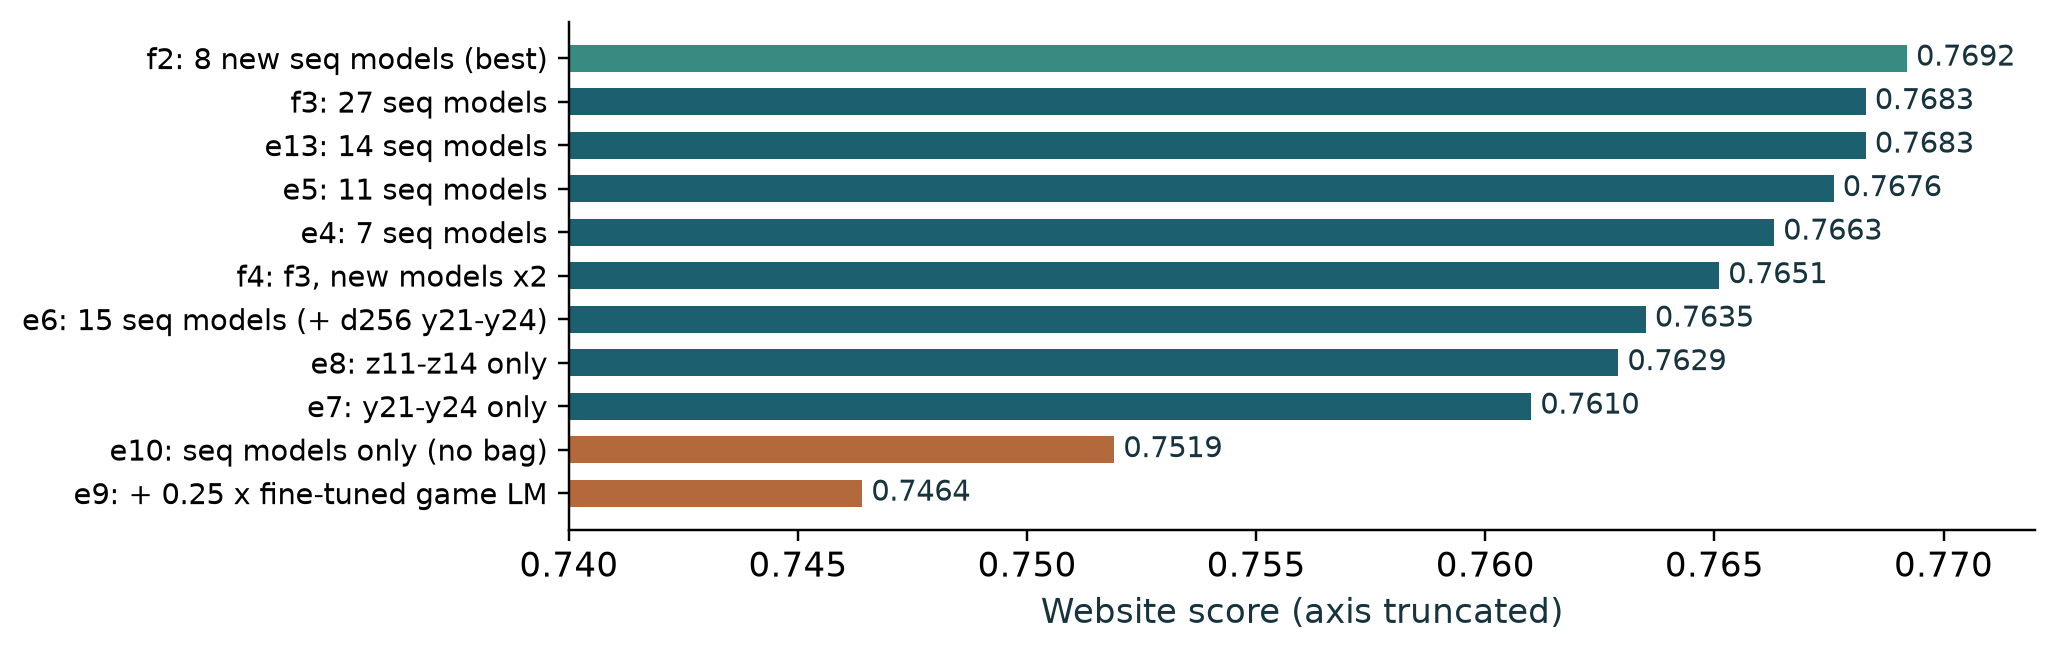 f2: 8 new seq models (best) 0.7692
f3: 27 seq models 0.7683
e13: 14 seq models 0.7683
e5: 11 seq models 0.7676
e4: 7 seq models 0.7663
f4: f3, new models x2 0.7651
e6: 15 seq models (+ d256 y21-y24) 0.7635
e8: z11-z14 only 0.7629
e7: y21-y24 only 0.7610
e10: seq models only (no bag) 0.7519
e9: + 0.25 x fine-tuned game LM 0.7464
0.740 0.745 0.750 0.755 0.760 0.765 0.770
Website score (axis truncated)